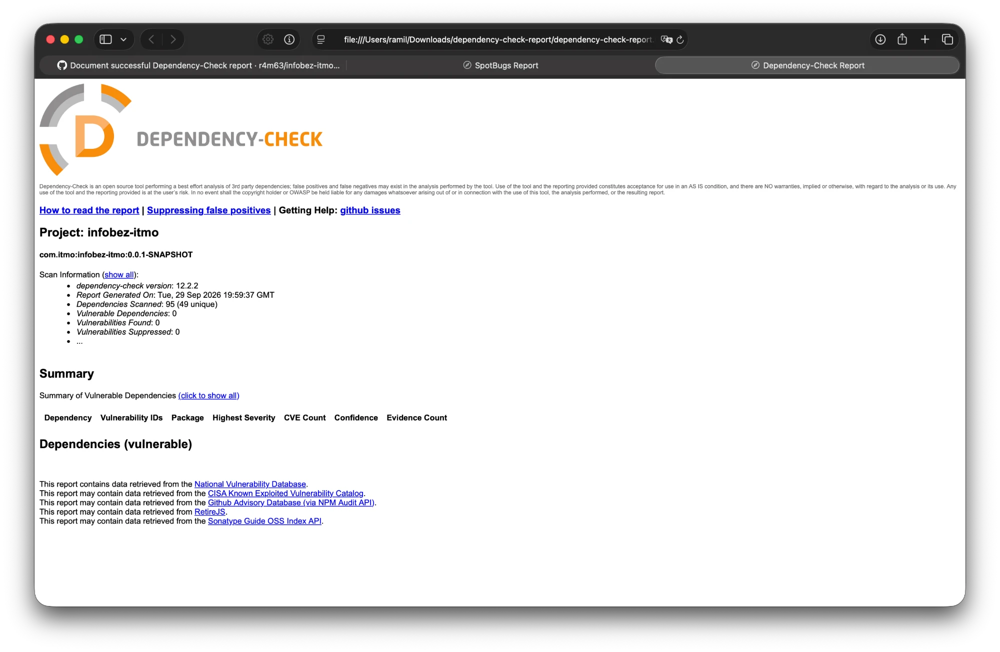 file:///Users/ramil/Downloads/dependency-check-report/dependency-check-report.
Document successful Dependency-Check report · r4m63/infobez-itmo...
SpotBugs Report
Dependency-Check Report
D
DEPENDENCY-CHECK
Dependency-Check is an open source tool performing a best effort analysis of 3rd party dependencies; false positives and false negatives may exist in the analysis performed by the tool. Use of the tool and the reporting provided constitutes acceptance for use in an AS IS condition, and there are NO warranties, implied or otherwise, with regard to the analysis or its use. Any
use of the tool and the reporting provided is at the user's risk. In no event shall the copyright holder or OWASP be held liable for any damages whatsoever arising out of or in connection with the use of this tool, the analysis performed, or the resulting report.
How to read the report | Suppressing false positives | Getting Help: github issues
Project: infobez-itmo
com.itmo:infobez-itmo:0.0.1-SNAPSHOT
Scan Information (show all):
• dependency-check version: 12.2.2
• Report Generated On: Tue, 29 Sep 2026 19:59:37 GMT
• Dependencies Scanned: 95 (49 unique)
• Vulnerable Dependencies: 0
• Vulnerabilities Found: 0
• Vulnerabilities Suppressed: 0
• ...
Summary
Summary of Vulnerable Dependencies (click to show all)
Dependency Vulnerability IDs Package Highest Severity CVE Count Confidence Evidence Count
Dependencies (vulnerable)
This report contains data retrieved from the National Vulnerability Database.
This report may contain data retrieved from the CISA Known Exploited Vulnerability Catalog.
This report may contain data retrieved from the Github Advisory Database (via NPM Audit API).
This report may contain data retrieved from RetireJS.
This report may contain data retrieved from the Sonatype Guide OSS Index API.